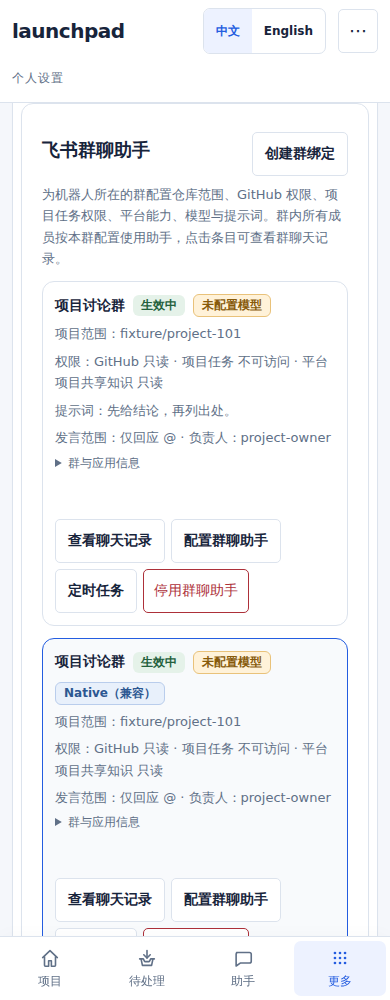 launchpad
中文 English ···
个人设置
飞书群聊助手
创建群绑定
为机器人所在的群配置仓库范围、GitHub 权限、项
目任务权限、平台能力、模型与提示词。群内所有成
员按本群配置使用助手，点击条目可查看群聊天记
录。
项目讨论群 生效中 未配置模型
项目范围：fixture/project-101
权限：GitHub 只读 · 项目任务 不可访问 · 平台
项目共享知识 只读
提示词：先给结论，再列出处。
发言范围：仅回应 @ · 负责人：project-owner
群与应用信息
查看聊天记录 配置群聊助手
定时任务 停用群聊助手
项目讨论群 生效中 未配置模型
Native（兼容）
项目范围：fixture/project-101
权限：GitHub 只读 · 项目任务 不可访问 · 平台
项目共享知识 只读
发言范围：仅回应 @ · 负责人：project-owner
群与应用信息
查看聊天记录 配置群聊助手
项目 待处理 助手 更多